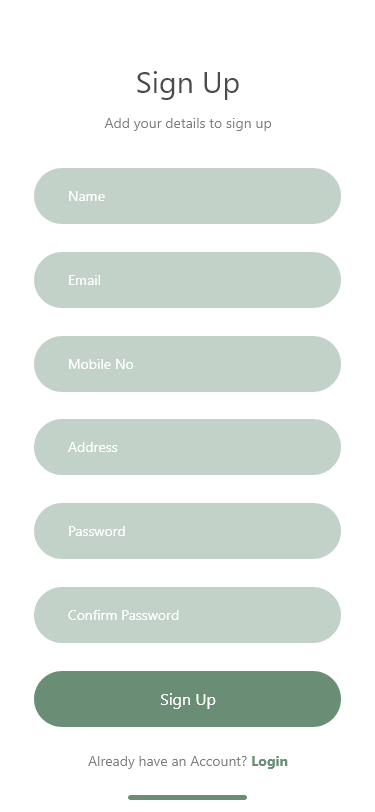 Sign Up
Add your details to sign up
Name
Email
Mobile No
Address
Password
Confirm Password
Sign Up
Already have an Account? Login